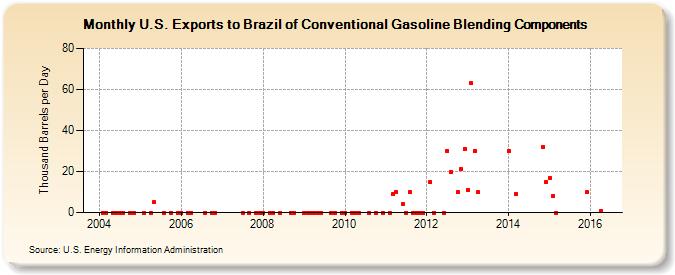 Monthly U.S. Exports to Brazil of Conventional Gasoline Blending Components
Thousand Barrels per Day
80
60
40
20
0
2004 2006 2008 2010 2012 2014 2016
Source: U.S. Energy Information Administration